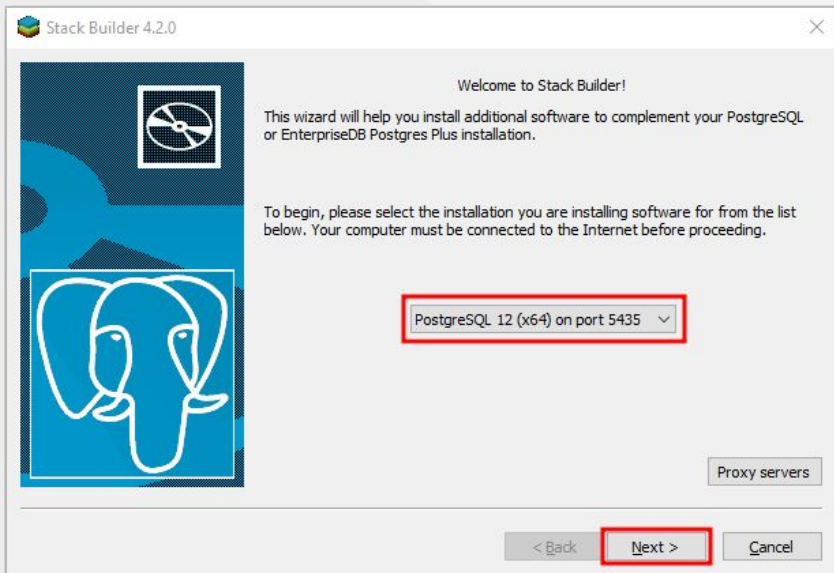 Stack Builder 4.2.0
Welcome to Stack Builder!
This wizard will help you install additional software to complement your PostgreSQL
or EnterpriseDB Postgres Plus installation.
To begin, please select the installation you are installing software for from the list
below. Your computer must be connected to the Internet before proceeding.
PostgreSQL 12 (x64) on port 5435
Proxy servers
< Back Next > Cancel